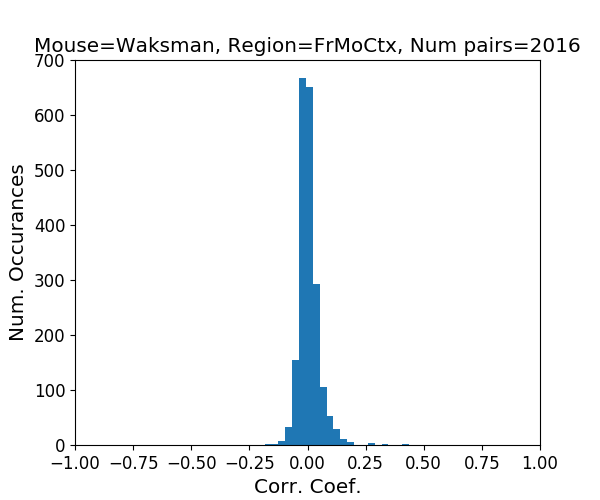 Mouse=Waksman, Region=FrMoCtx, Num pairs=2016
700
600
500
400
300
200
100
0
Num. Occurances
−1.00 −0.75 −0.50 −0.25 0.00 0.25 0.50 0.75 1.00
Corr. Coef.